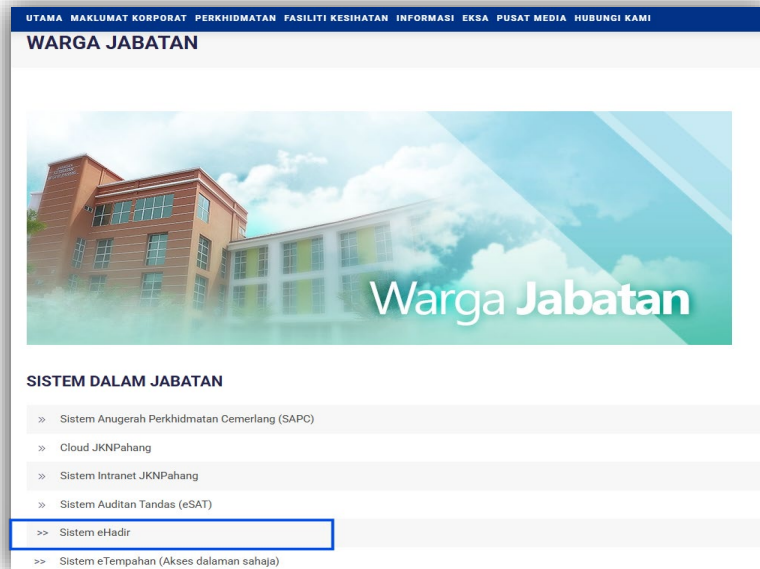 UTAMA MAKLUMAT KORPORAT PERKHIDMATAN FASILITI KESIHATAN INFORMASI EKSA PUSAT MEDIA HUBUNGI KAMI
WARGA JABATAN
Warga Jabatan
SISTEM DALAM JABATAN
» Sistem Anugerah Perkhidmatan Cemerlang (SAPC)
» Cloud JKNPahang
» Sistem Intranet JKNPahang
» Sistem Auditan Tandas (eSAT)
>> Sistem eHadir
>> Sistem eTempahan (Akses dalaman sahaja)